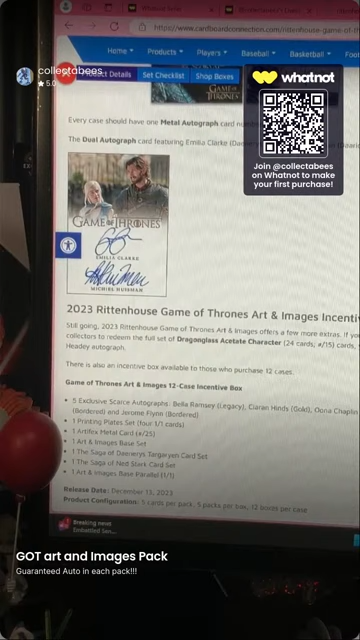 https://www.cardboardconnection.com/rittenhouse-game-of-th
Home
Products
Players
Baseball
Basketball
Foot
collectabees
5.0
Product Details
Set Checklist
Shop Boxes
GAME OF THRONES
whatnot
Join @collectabees
on Whatnot to make
your first purchase!
Every case should have one Metal Autograph card
The Dual Autograph card featuring Emilia Clarke
GAME OF THRONES
EMILIA CLARKE
MICHIEL HUISMAN
2023 Rittenhouse Game of Thrones Art & Images Incenti
Still going, 2023 Rittenhouse Game of Thrones Art & Images offers a few more extras. If yo
collectors to redeem the full set of Dragonglass Acetate Character (24 cards; #/15) cards,
Headey autograph.
There is also an incentive box available to those who purchase 12 cases.
Game of Thrones Art & Images 12-Case Incentive Box
5 Exclusive Scarce Autographs: Bella Ramsey (Legacy), Ciaran Hinds (Gold), Oona Chaplin
(Bordered) and Jerome Flynn (Bordered)
1 Printing Plates Set (four 1/1 cards)
1 Artifex Metal Card (#/25)
1 Art & Images Base Set
1 The Saga of Daenerys Targaryen Card Set
1 The Saga of Ned Stark Card Set
1 Art & Images Base Parallel (1/1)
Release Date: December 13, 2023
Product Configuration: 5 cards per pack, 5 packs per box, 12 boxes per case
Breaking news
GOT art and Images Pack
Guaranteed Auto in each pack!!!